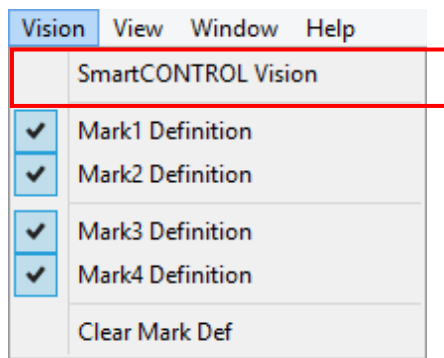 Vision View Window Help
SmartCONTROL Vision
Mark1 Definition
Mark2 Definition
Mark3 Definition
Mark4 Definition
Clear Mark Def